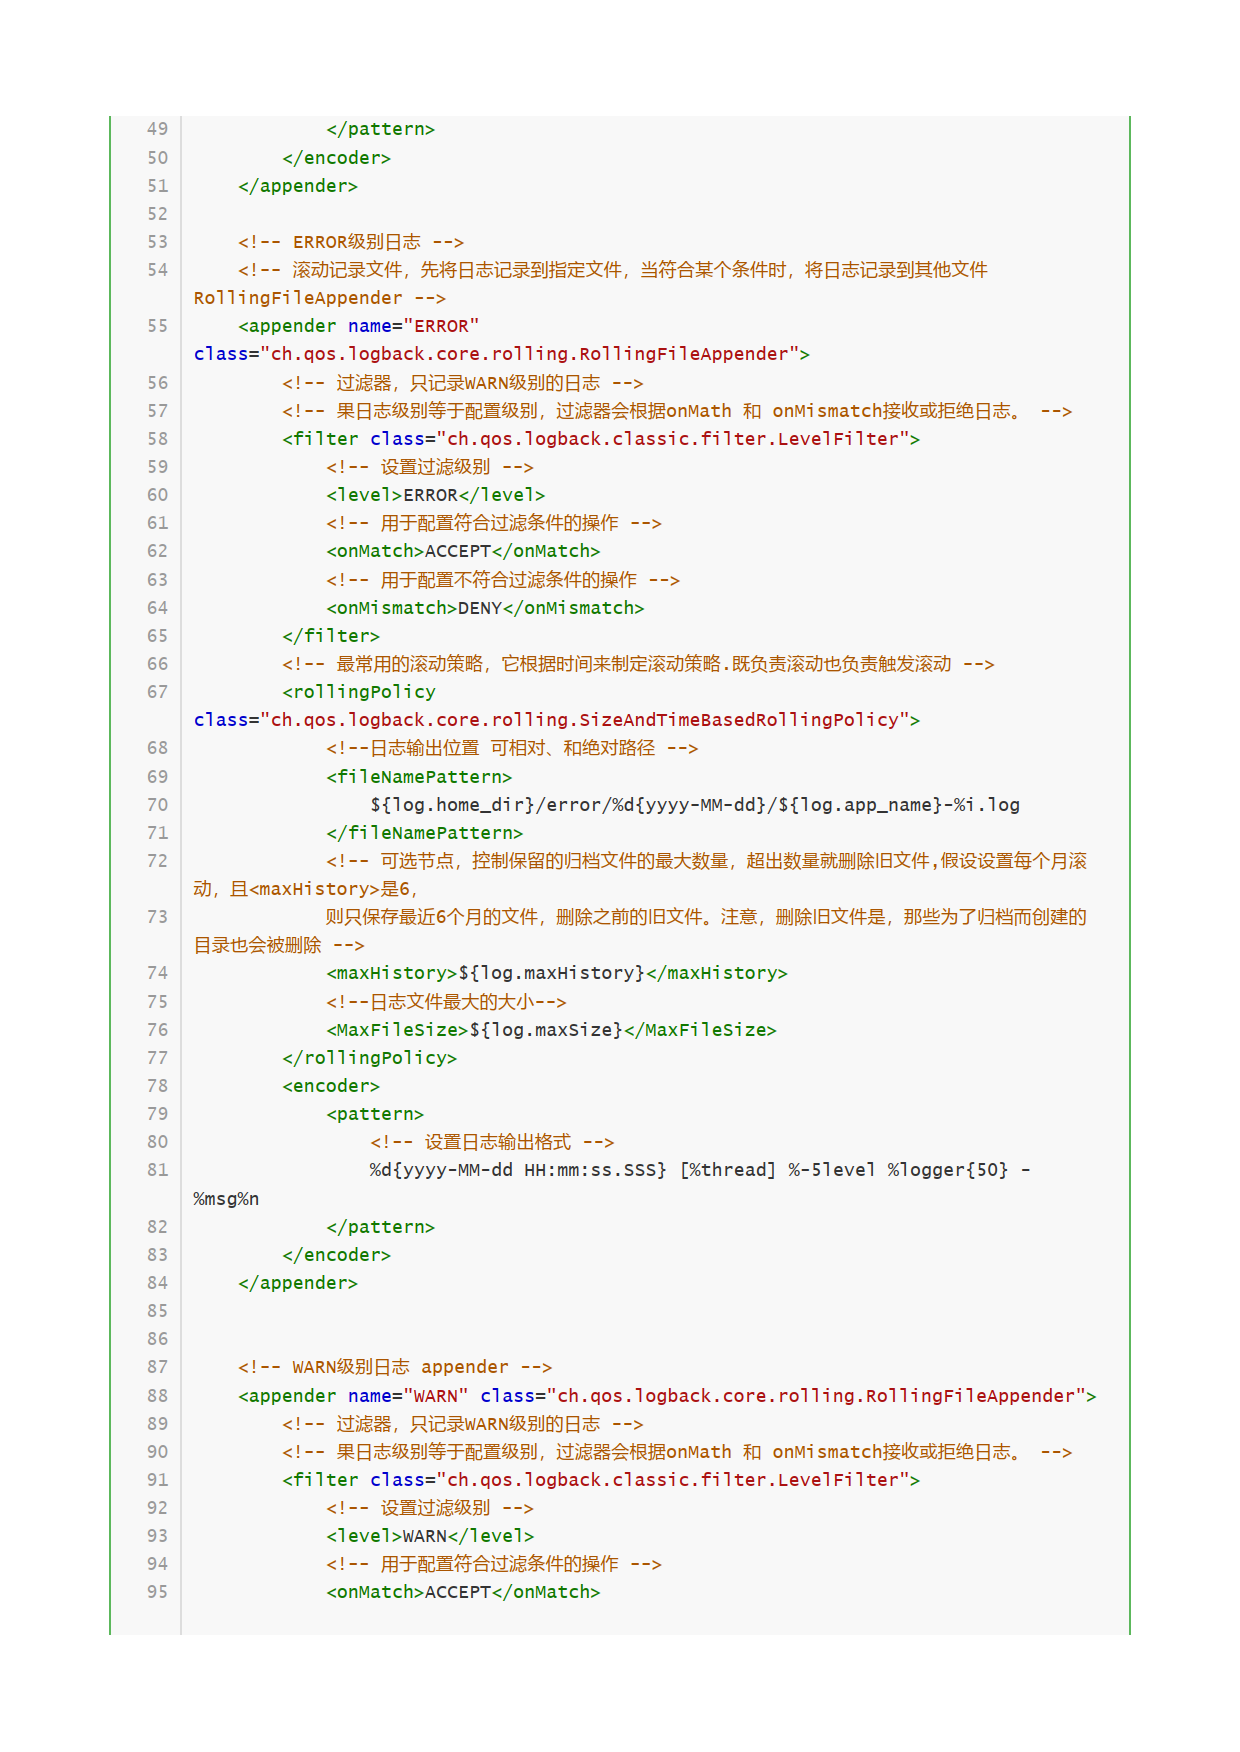 49 </pattern>
50 </encoder>
51 </appender>
52
53 <!-- ERROR级别日志 -->
54 <!-- 滚动记录文件，先将日志记录到指定文件，当符合某个条件时，将日志记录到其他文件
RollingFileAppender -->
55 <appender name="ERROR"
class="ch.qos.logback.core.rolling.RollingFileAppender">
56 <!-- 过滤器，只记录WARN级别的日志 -->
57 <!-- 果日志级别等于配置级别，过滤器会根据onMath 和 onMismatch接收或拒绝日志。 -->
58 <filter class="ch.qos.logback.classic.filter.LevelFilter">
59 <!-- 设置过滤级别 -->
60 <level>ERROR</level>
61 <!-- 用于配置符合过滤条件的操作 -->
62 <onMatch>ACCEPT</onMatch>
63 <!-- 用于配置不符合过滤条件的操作 -->
64 <onMismatch>DENY</onMismatch>
65 </filter>
66 <!-- 最常用的滚动策略，它根据时间来制定滚动策略.既负责滚动也负责触发滚动 -->
67 <rollingPolicy
class="ch.qos.logback.core.rolling.SizeAndTimeBasedRollingPolicy">
68 <!--日志输出位置 可相对、和绝对路径 -->
69 <fileNamePattern>
70 ${log.home_dir}/error/%d{yyyy-MM-dd}/${log.app_name}-%i.log
71 </fileNamePattern>
72 <!-- 可选节点，控制保留的归档文件的最大数量，超出数量就删除旧文件,假设设置每个月滚
动，且<maxHistory>是6，
73 则只保存最近6个月的文件，删除之前的旧文件。注意，删除旧文件是，那些为了归档而创建的
目录也会被删除 -->
74 <maxHistory>${log.maxHistory}</maxHistory>
75 <!--日志文件最大的大小-->
76 <MaxFileSize>${log.maxSize}</MaxFileSize>
77 </rollingPolicy>
78 <encoder>
79 <pattern>
80 <!-- 设置日志输出格式 -->
81 %d{yyyy-MM-dd HH:mm:ss.SSS} [%thread] %-5level %logger{50} -
%msg%n
82 </pattern>
83 </encoder>
84 </appender>
85
86
87 <!-- WARN级别日志 appender -->
88 <appender name="WARN" class="ch.qos.logback.core.rolling.RollingFileAppender">
89 <!-- 过滤器，只记录WARN级别的日志 -->
90 <!-- 果日志级别等于配置级别，过滤器会根据onMath 和 onMismatch接收或拒绝日志。 -->
91 <filter class="ch.qos.logback.classic.filter.LevelFilter">
92 <!-- 设置过滤级别 -->
93 <level>WARN</level>
94 <!-- 用于配置符合过滤条件的操作 -->
95 <onMatch>ACCEPT</onMatch>